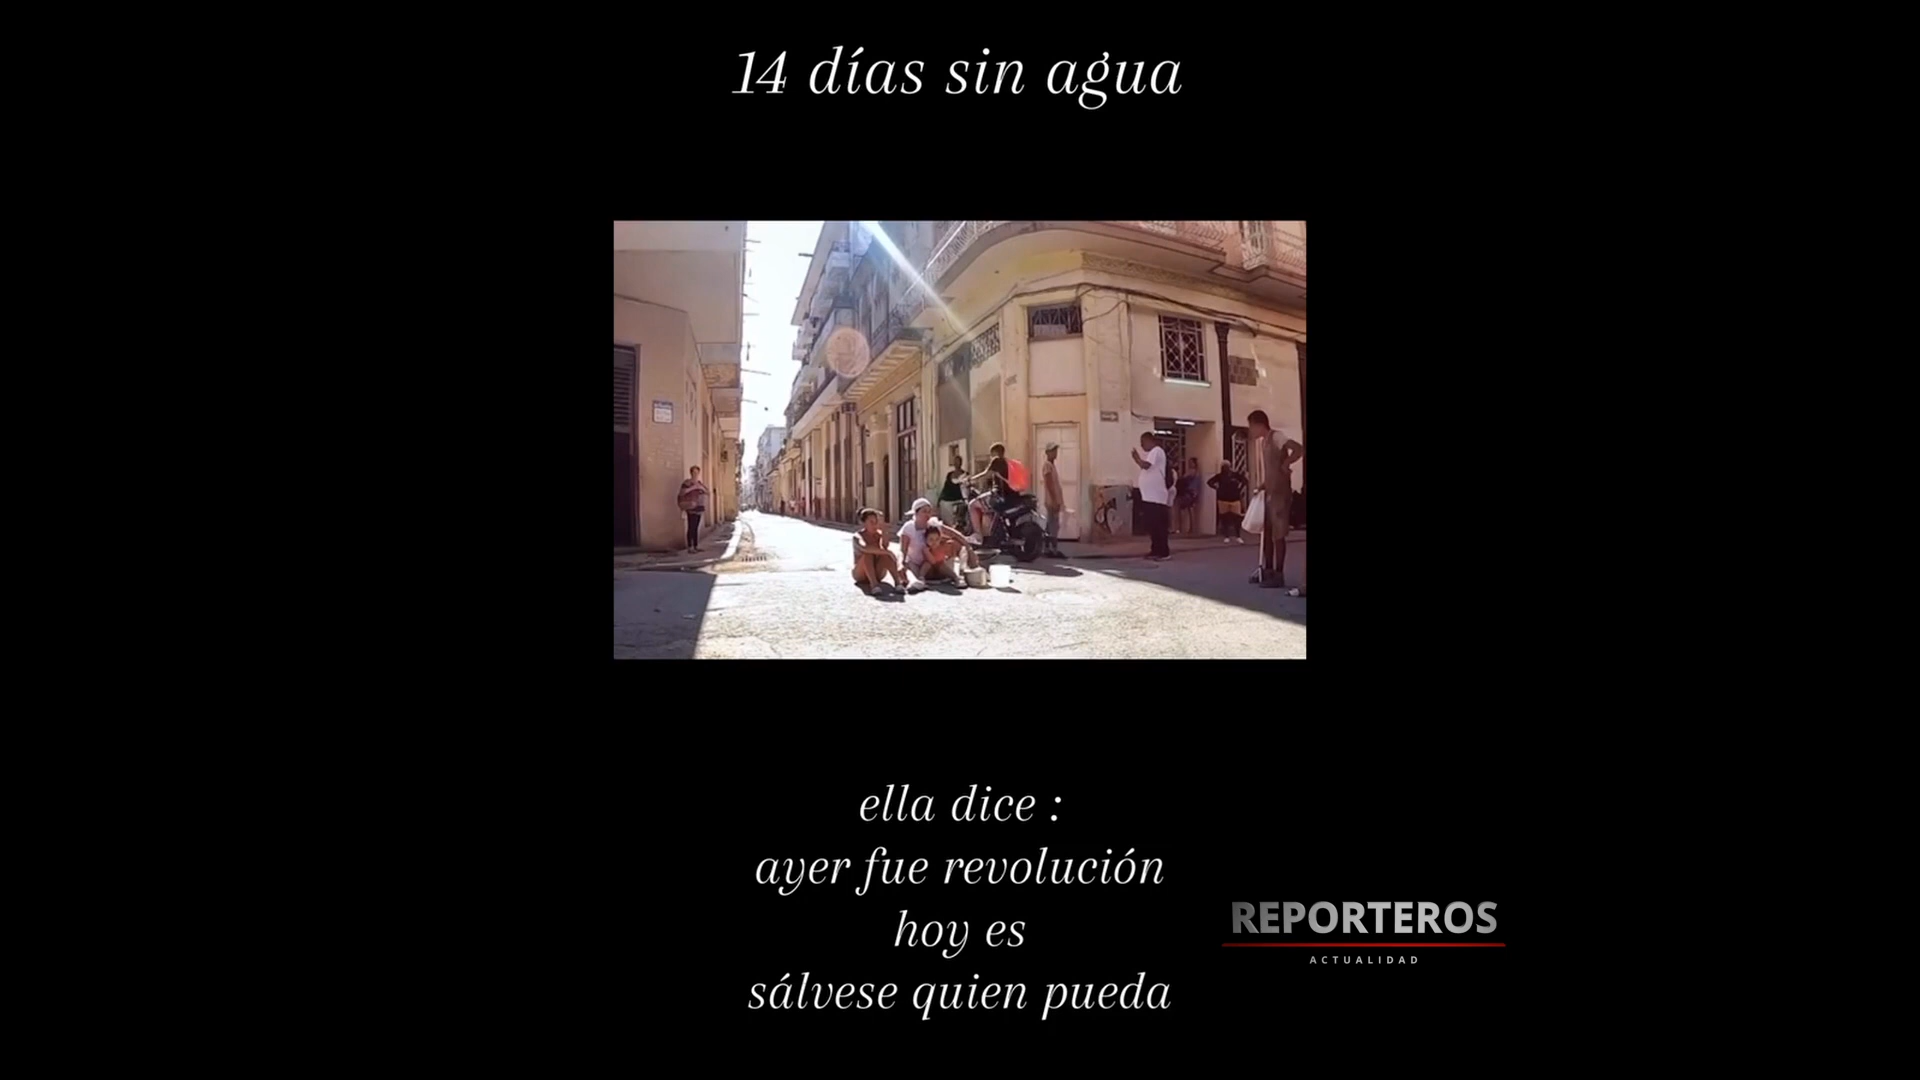 14 días sin agua
ella dice :
ayer fue revolución
hoy es
sálvese quien pueda
REPORTEROS
ACTUALIDAD